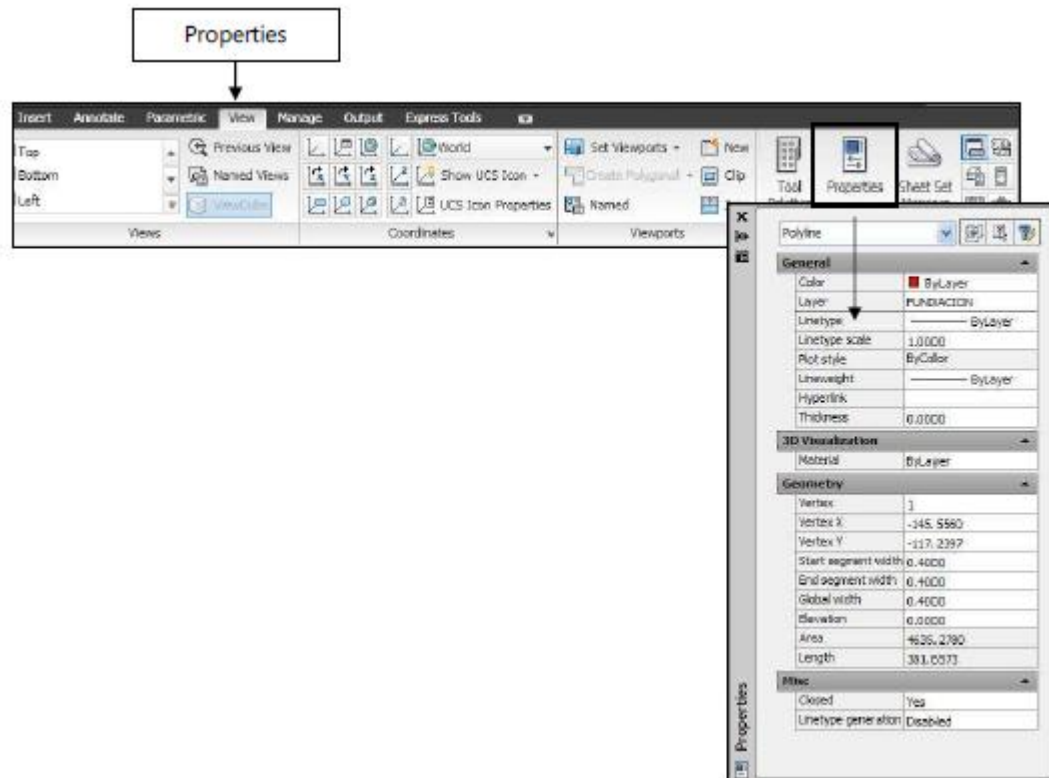 Properties
Insert Annotate Parametric View Manage Output Express Tools
Top
Bottom
Left
Previous View
Named Views
ViewCube
World
Show UCS Icon
UCS Icon Properties
Set Viewports
Create Polygonal
Named
New
Clip
Tool
Properties
Sheet Set
Views
Coordinates
Viewports
Polyline
General
Color ByLayer
Layer FUNDACION
Linetype ByLayer
Linetype scale 1.0000
Plot style ByColor
Lineweight ByLayer
Hyperlink
Thickness 0.0000
3D Visualization
Material ByLayer
Geometry
Vertex 1
Vertex X -145.5560
Vertex Y -117.2397
Start segment width 0.4000
End segment width 0.4000
Global width 0.4000
Elevation 0.0000
Area 4635.2780
Length
Misc
Closed Yes
Linetype generation Disabled
Properties